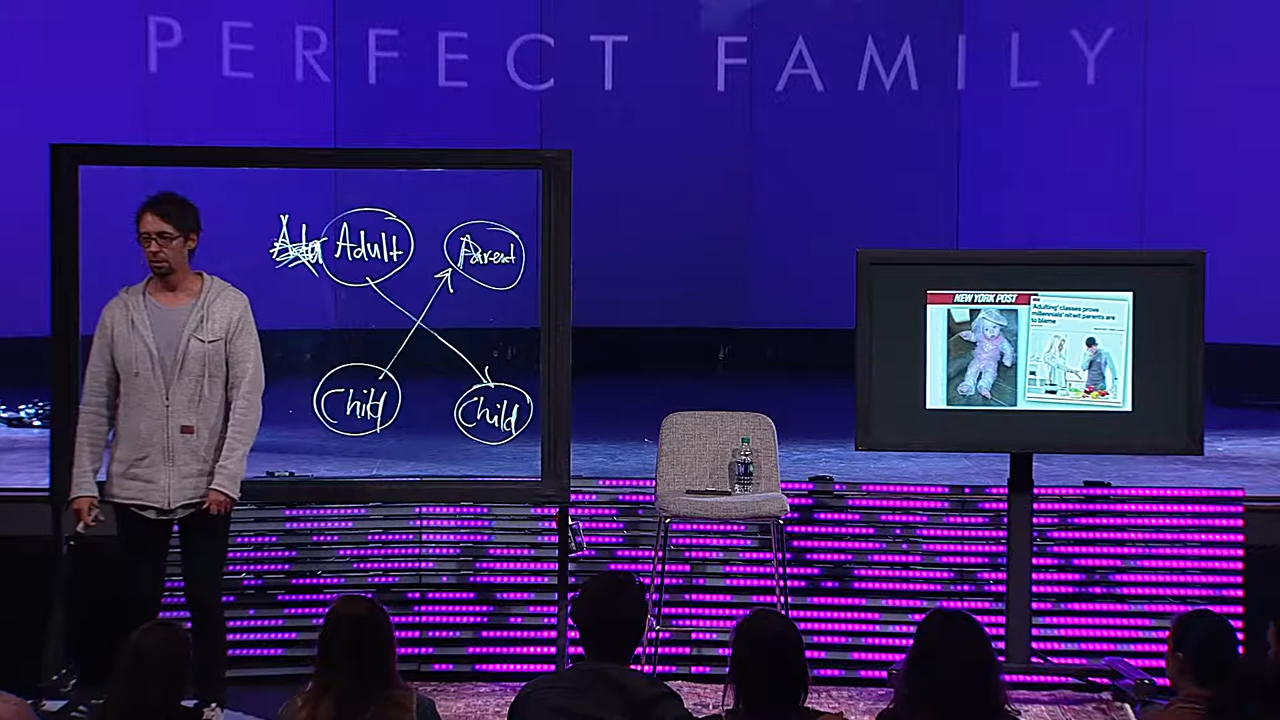 PERFECT FAMILY
Adult Parent
Child Child
NEW YORK POST
'Adulting' classes prove
millennials' nitwit parents are
to blame